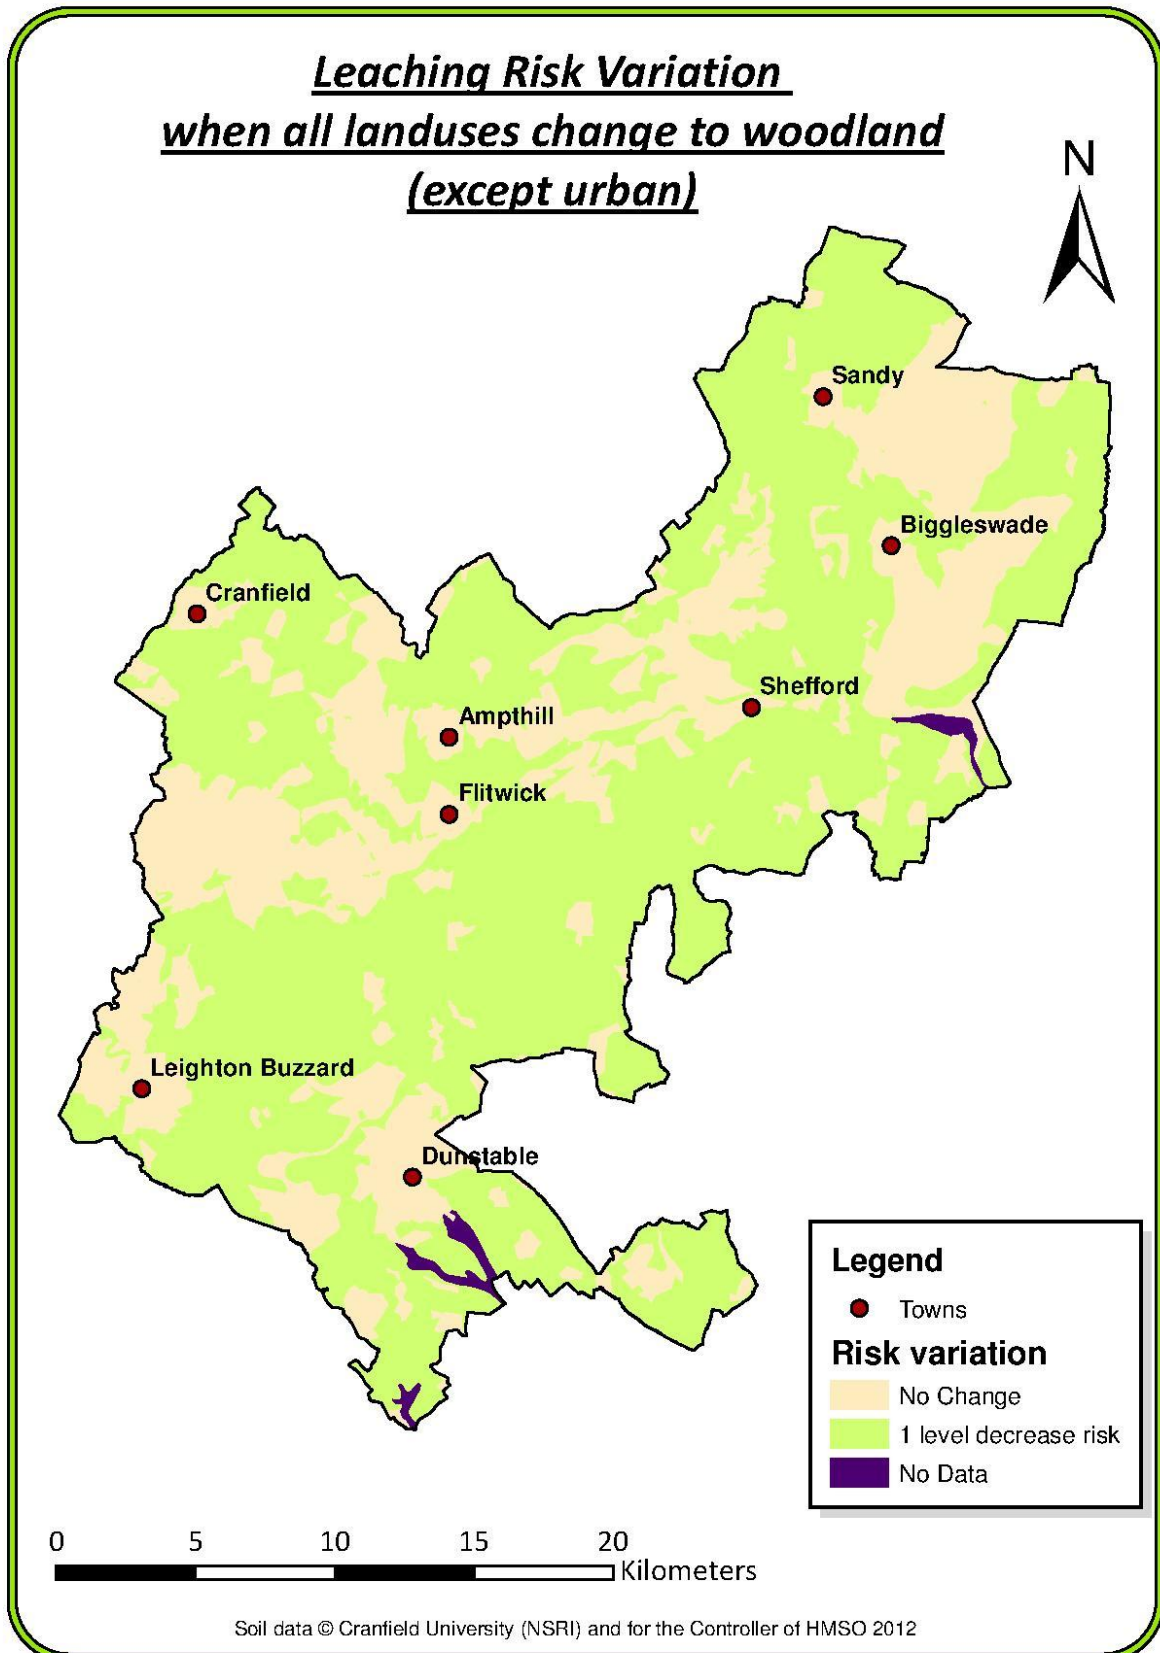 Leaching Risk Variation
when all landuses change to woodland
(except urban)
N
Sandy
Biggleswade
Cranfield
Shefford
Ampthill
Flitwick
Leighton Buzzard
Dunstable
Legend
Towns
Risk variation
No Change
1 level decrease risk
No Data
0 5 10 15 20
Kilometers
Soil data © Cranfield University (NSRI) and for the Controller of HMSO 2012